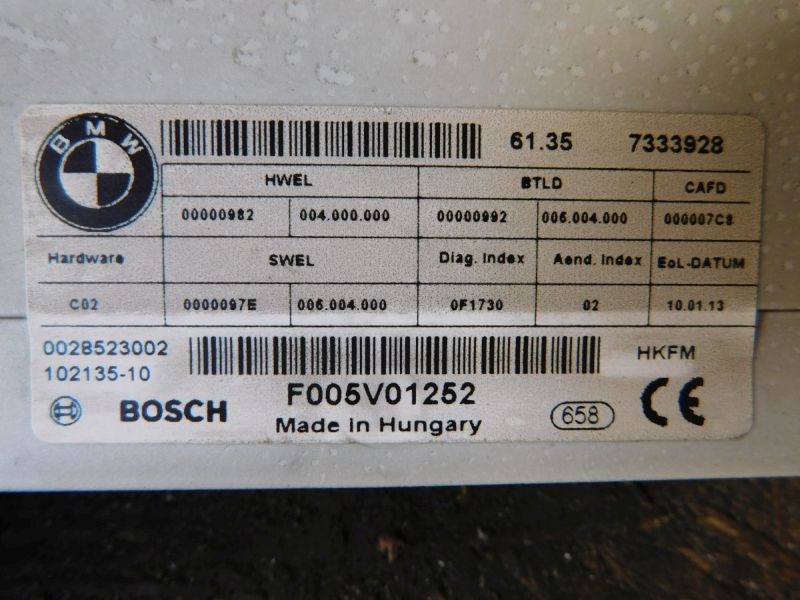 BMW
61.35 7333928
HWEL BTLD CAFD
00000982 004.000.000 00000992 006.004.000 000007C8
Hardware SWEL Diag. Index Aend. Index EoL-DATUM
C02 0000097E 006.004.000 0F1730 02 10.01.13
0028523002 HKFM
102135-10
F005V01252
BOSCH 658 CE
Made in Hungary